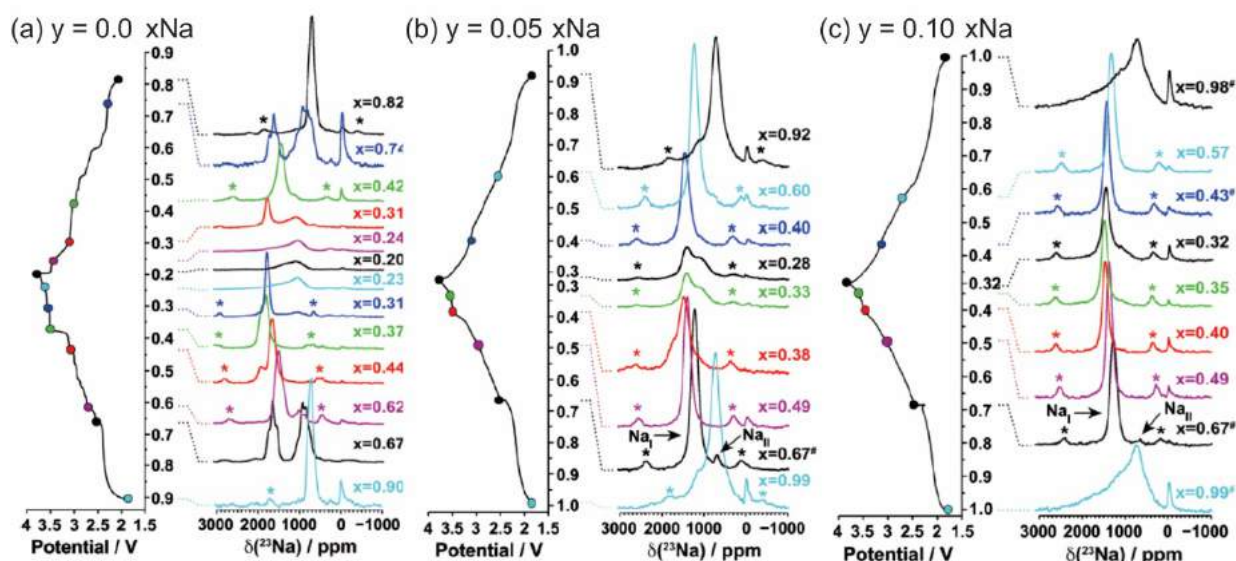 (a) y = 0.0 xNa
0.9
0.8
0.7
0.6
0.5
0.4
0.3
0.2
0.3
0.4
0.5
0.6
0.7
0.8
0.9
4 3.5 3 2.5 2 1.5
Potential / V
x=0.82
* *
x=0.74
x=0.42
* *
x=0.31
x=0.24
x=0.20
x=0.23
x=0.31
* *
x=0.37
* *
x=0.44
* *
x=0.62
* *
x=0.67
x=0.90
*
3000 2000 1000 0 −1000
δ(²³Na) / ppm
(b) y = 0.05 xNa
1.0
0.9
0.8
0.7
0.6
0.5
0.4
0.3
0.3
0.4
0.5
0.6
0.7
0.8
0.9
1.0
4 3.5 3 2.5 2 1.5
Potential / V
x=0.92
* *
x=0.60
* *
x=0.40
* *
x=0.28
* *
x=0.33
* *
x=0.38
* *
x=0.49
* *
NaI NaII
x=0.67#
* *
x=0.99
* *
3000 2000 1000 0 −1000
δ(²³Na) / ppm
(c) y = 0.10 xNa
1.0
0.9
0.8
0.7
0.6
0.5
0.4
0.32
0.4
0.5
0.6
0.7
0.8
0.9
1.0
4 3.5 3 2.5 2 1.5
Potential / V
x=0.98#
x=0.57
* *
x=0.43#
* *
x=0.32
* *
x=0.35
* *
x=0.40
* *
x=0.49
* *
NaI NaII
x=0.67#
* *
x=0.99#
3000 2000 1000 0 −1000
δ(²³Na) / ppm